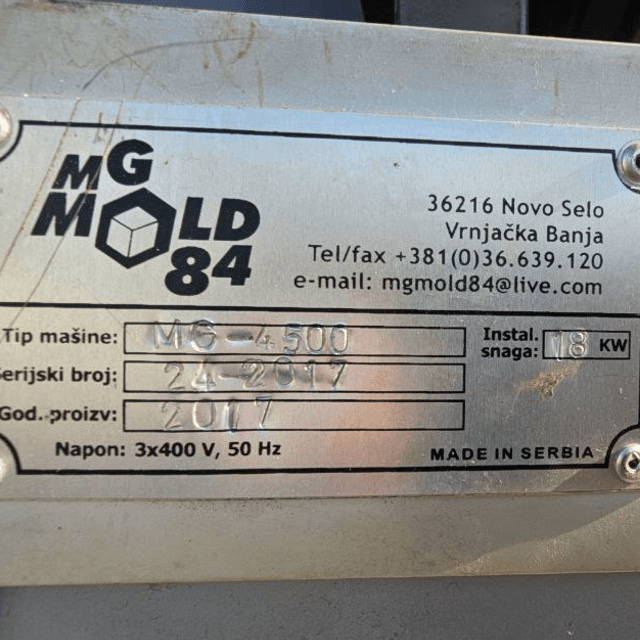 MG
MOLD
84
36216 Novo Selo
Vrnjačka Banja
Tel/fax +381(0)36.639.120
e-mail: mgmold84@live.com
Tip mašine: MG-4500
Instal. snaga: 18 KW
Serijski broj: 24-2017
God. proizv: 2017
Napon: 3x400 V, 50 Hz
MADE IN SERBIA